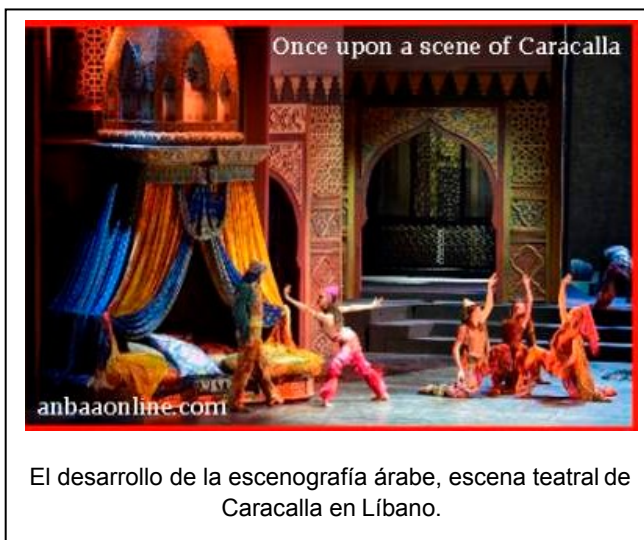 Once upon a scene of Caracalla
anbaaonline.com
El desarrollo de la escenografía árabe, escena teatral de
Caracalla en Líbano.